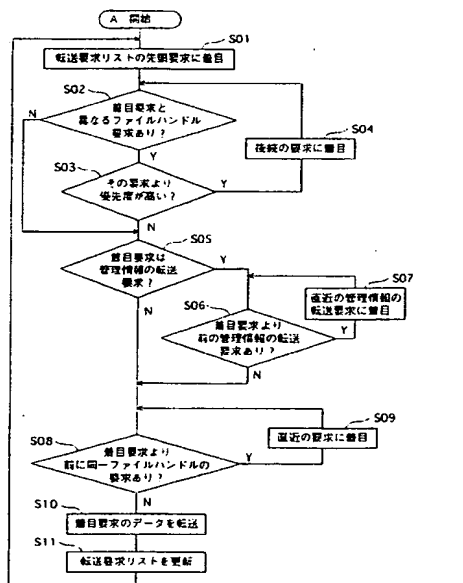 A 開始
S01
転送要求リストの先頭要求に着目
S02
着目要求と
異なるファイルハンドル
要求あり？
N
Y
S04
後続の要求に着目
S03
その要求より
優先度が高い？
Y
N
S05
着目要求は
管理情報の転送
要求？
Y
N
S07
直近の管理情報の
転送要求に着目
S06
着目要求より
前の管理情報の転送
要求あり？
Y
N
S09
直近の要求に着目
S08
着目要求より
前に同一ファイルハンドルの
要求あり？
Y
N
S10
着目要求のデータを転送
S11
転送要求リストを更新